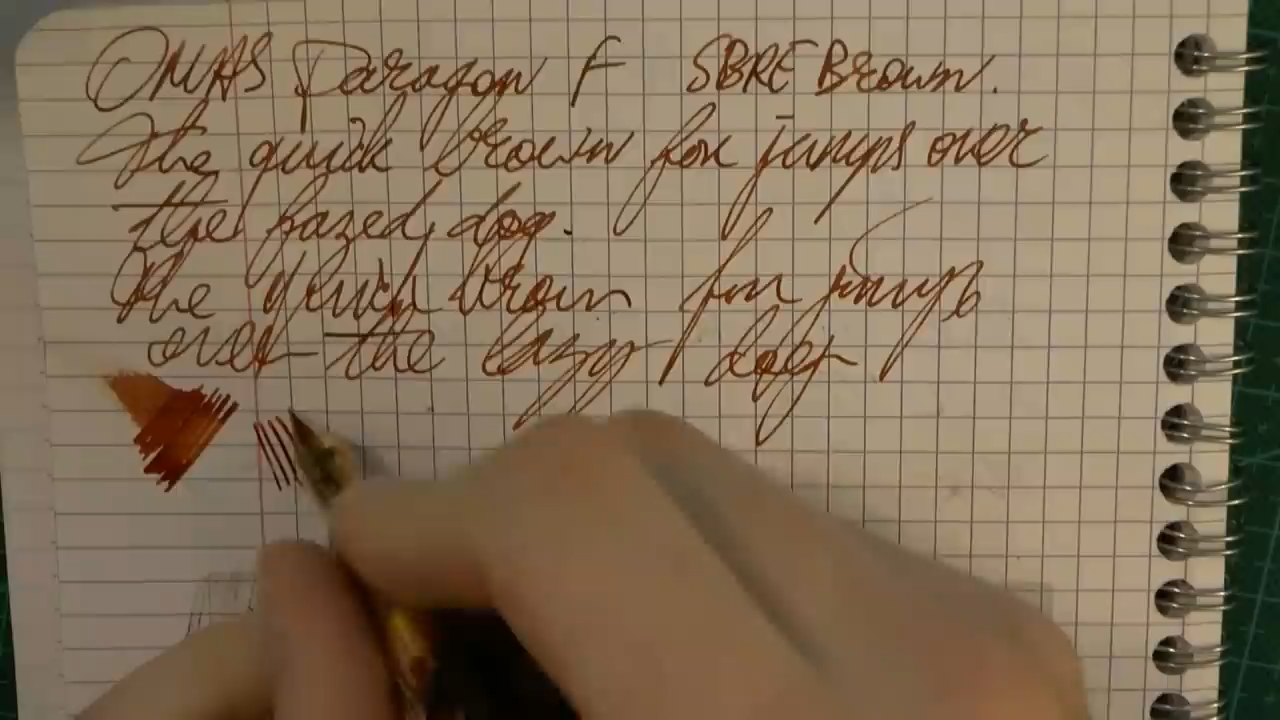 OMAS Paragon F SBRE Brown.
The quick brown fox jumps over
the lazed dog.
The quick brown fox jumps
over the lazy dog